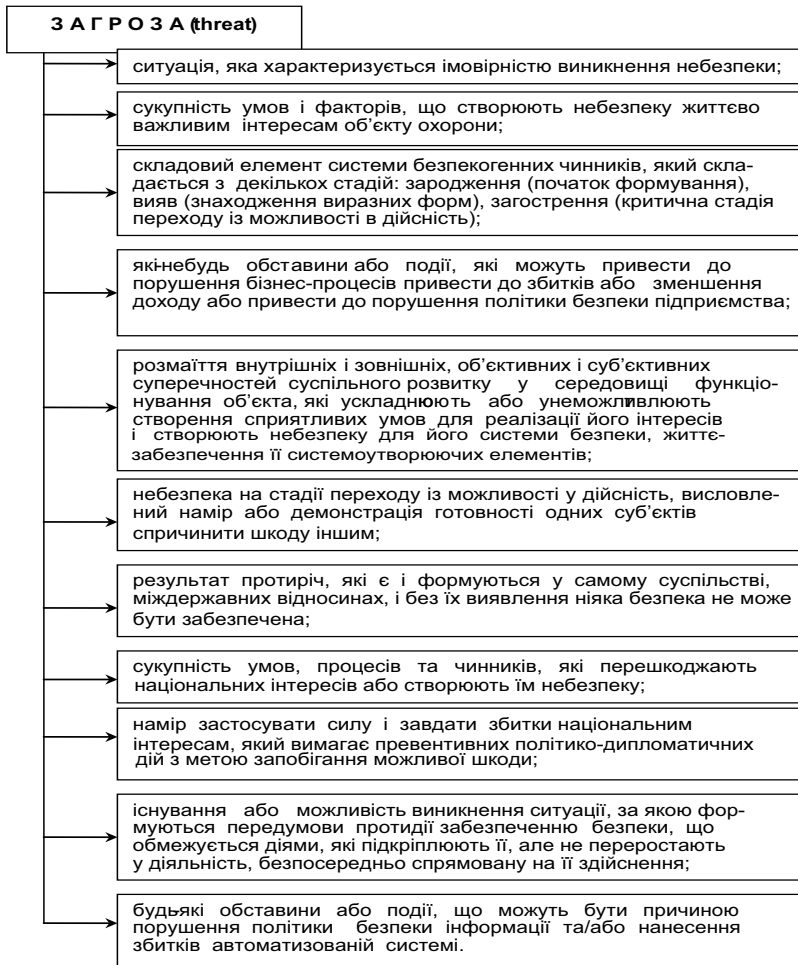 З А Г Р О З А (threat)
ситуація, яка характеризується імовірністю виникнення небезпеки;
сукупність умов і факторів, що створюють небезпеку життєво
важливим інтересам об’єкту охорони;
складовий елемент системи безпекогенних чинників, який скла-
дається з декількох стадій: зародження (початок формування),
вияв (знаходження виразних форм), загострення (критична стадія
переходу із можливості в дійсність);
які-небудь обставини або події, які можуть привести до
порушення бізнес-процесів привести до збитків або зменшення
доходу або привести до порушення політики безпеки підприємства;
розмаїття внутрішніх і зовнішніх, об’єктивних і суб’єктивних
суперечностей суспільного розвитку у середовищі функціо-
нування об’єкта, які ускладнюють або унеможливлюють
створення сприятливих умов для реалізації його інтересів
і створюють небезпеку для його системи безпеки, життє-
забезпечення її системоутворюючих елементів;
небезпека на стадії переходу із можливості у дійсність, висловле-
ний намір або демонстрація готовності одних суб’єктів
спричинити шкоду іншим;
результат протиріч, які є і формуються у самому суспільстві,
міждержавних відносинах, і без їх виявлення ніяка безпека не може
бути забезпечена;
сукупність умов, процесів та чинників, які перешкоджають
національних інтересів або створюють їм небезпеку;
намір застосувати силу і завдати збитки національним
інтересам, який вимагає превентивних політико-дипломатичних
дій з метою запобігання можливої шкоди;
існування або можливість виникнення ситуації, за якою фор-
муються передумови протидії забезпеченню безпеки, що
обмежується діями, які підкріплюють її, але не переростають
у діяльність, безпосередньо спрямовану на її здійснення;
будь-які обставини або події, що можуть бути причиною
порушення політики безпеки інформації та/або нанесення
збитків автоматизованій системі.